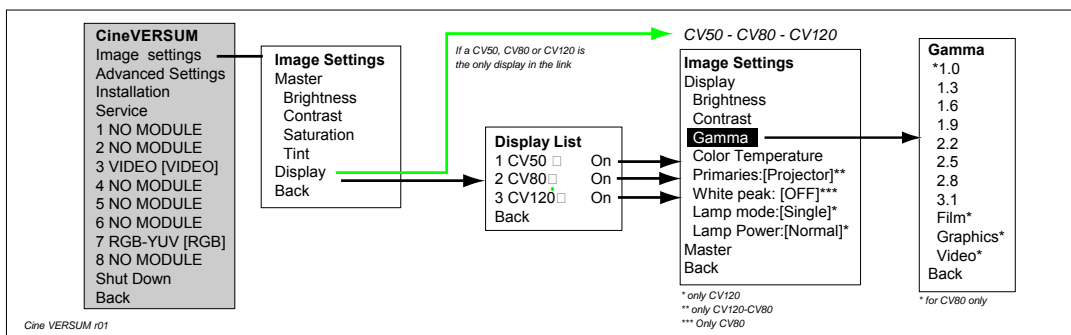 CineVERSUM
Image settings
Advanced Settings
Installation
Service
1 NO MODULE
2 NO MODULE
3 VIDEO [VIDEO]
4 NO MODULE
5 NO MODULE
6 NO MODULE
7 RGB-YUV [RGB]
8 NO MODULE
Shut Down
Back
Image Settings
Master
Brightness
Contrast
Saturation
Tint
Display
Back
If a CV50, CV80 or CV120 is
the only display in the link
Display List
1 CV50 □ On
2 CV80□ On
3 CV120□ On
Back
CV50 - CV80 - CV120
Image Settings
Display
Brightness
Contrast
Gamma
Color Temperature
Primaries:[Projector]**
White peak: [OFF]***
Lamp mode:[Single]*
Lamp Power:[Normal]*
Master
Back
* only CV120
** only CV120-CV80
*** Only CV80
Gamma
*1.0
1.3
1.6
1.9
2.2
2.5
2.8
3.1
Film*
Graphics*
Video*
Back
* for CV80 only
Cine VERSUM r01